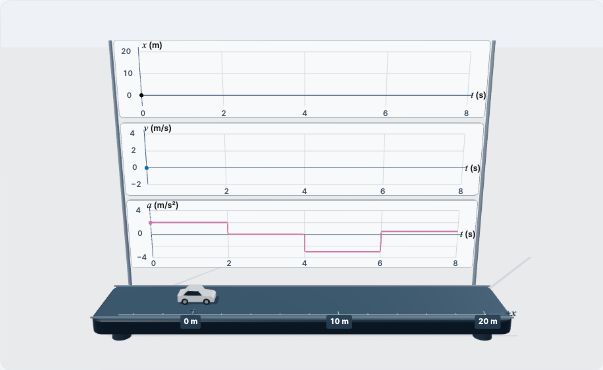 x (m)
20
10
0
0 2 4 6 8
t (s)
v (m/s)
4
2
0
−2
2 4 6 8
t (s)
a (m/s²)
4
0
−4
0 2 4 6 8
t (s)
0 m 10 m 20 m
x